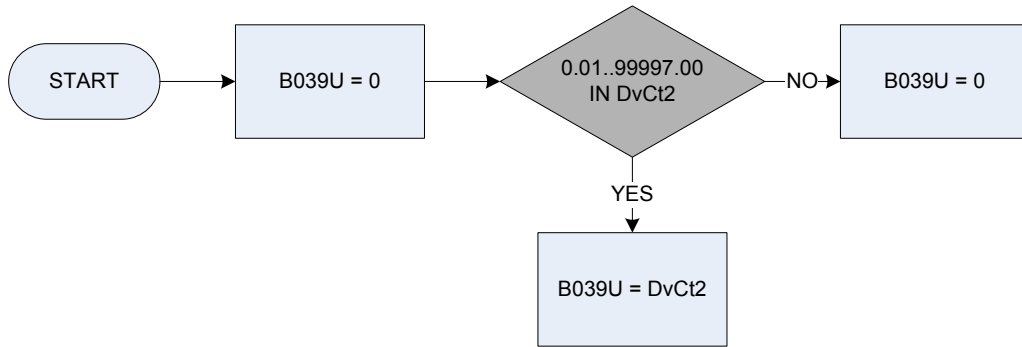 START
B039U = 0
0.01..99997.00
IN DvCt2
NO
B039U = 0
YES
B039U = DvCt2